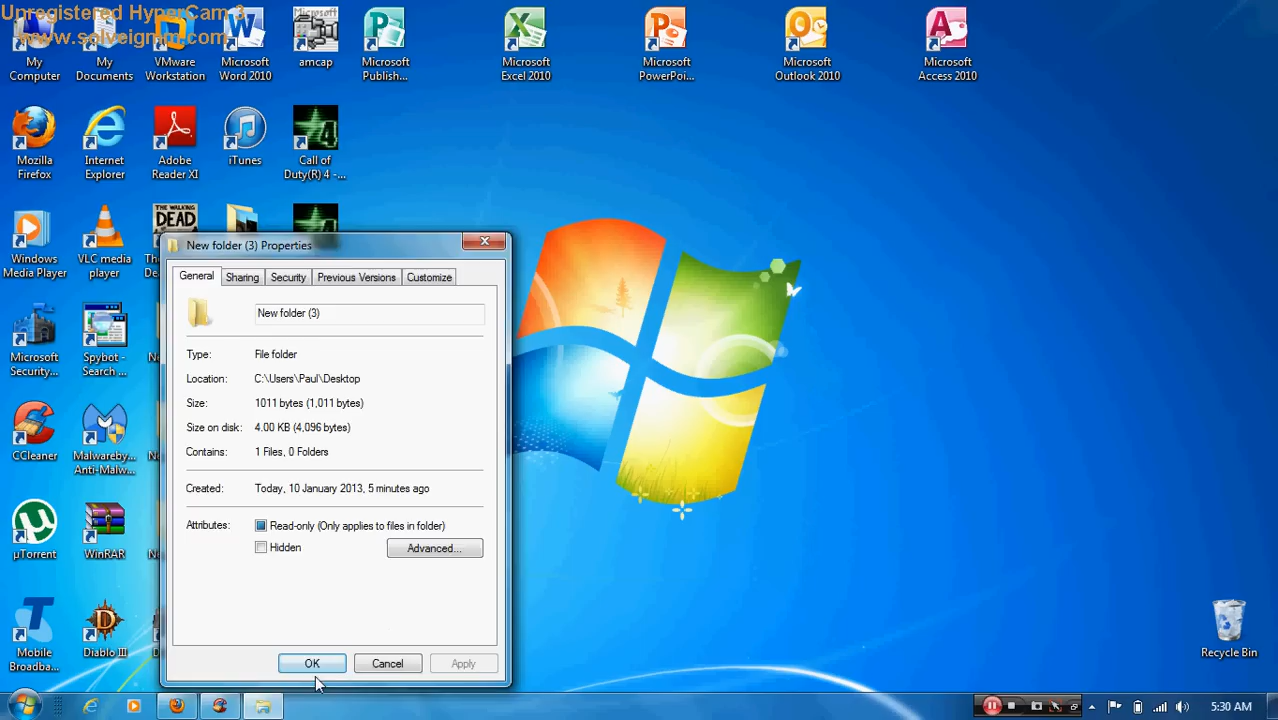 Unregistered HyperCam 3
www.solveigmm.com
My Computer
My Documents
VMware Workstation
Microsoft Word 2010
Microsoft
amcap
Microsoft Publish...
Microsoft Excel 2010
Microsoft PowerPoi...
Microsoft Outlook 2010
Microsoft Access 2010
Mozilla Firefox
Internet Explorer
Adobe Reader XI
iTunes
Call of Duty(R) 4 -...
Windows Media Player
VLC media player
THE WALKING DEAD
Microsoft Security...
Spybot - Search ...
CCleaner
Malwareby... Anti-Malw...
µTorrent
WinRAR
Mobile Broadba...
Diablo III
New folder (3) Properties
General
Sharing
Security
Previous Versions
Customize
New folder (3)
Type: File folder
Location: C:\Users\Paul\Desktop
Size: 1011 bytes (1,011 bytes)
Size on disk: 4.00 KB (4,096 bytes)
Contains: 1 Files, 0 Folders
Created: Today, 10 January 2013, 5 minutes ago
Attributes: Read-only (Only applies to files in folder)
Hidden
Advanced...
OK
Cancel
Apply
Recycle Bin
5:30 AM